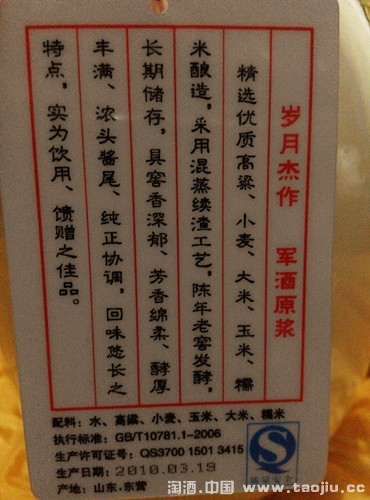 岁月杰作 军酒原浆
精选优质高粱、小麦、大米、玉米、糯
米酿造，采用混蒸续渣工艺，陈年老窖发酵，
长期储存，具窖香深郁、芳香绵柔、酵厚
丰满、浓头酱尾、纯正协调，回味悠长之
特点，实为饮用、馈赠之佳品。
配料：水、高粱、小麦、玉米、大米、糯米
执行标准：GB/T10781.1-2006
生产许可证号：QS3700 1501 3415
生产日期：2010.03.19
产地：山东.东营
淘酒.中国 www.taojiu.cc